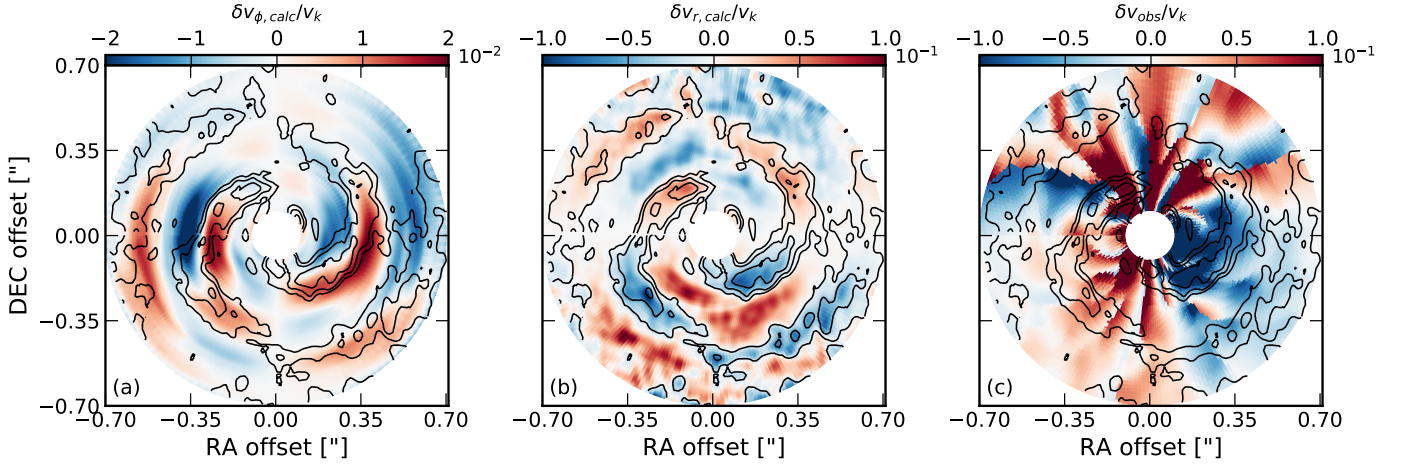 δv_{ϕ,calc}/v_k
−2 −1 0 1 2
10^{−2}
0.70
0.35
0.00
−0.35
−0.70
DEC offset ["]
(a)
−0.70 −0.35 0.00 0.35 0.70
RA offset ["]
δv_{r,calc}/v_k
−1.0 −0.5 0.0 0.5 1.0
10^{−1}
(b)
−0.70 −0.35 0.00 0.35 0.70
RA offset ["]
δv_{obs}/v_k
−1.0 −0.5 0.0 0.5 1.0
10^{−1}
(c)
−0.70 −0.35 0.00 0.35 0.70
RA offset ["]